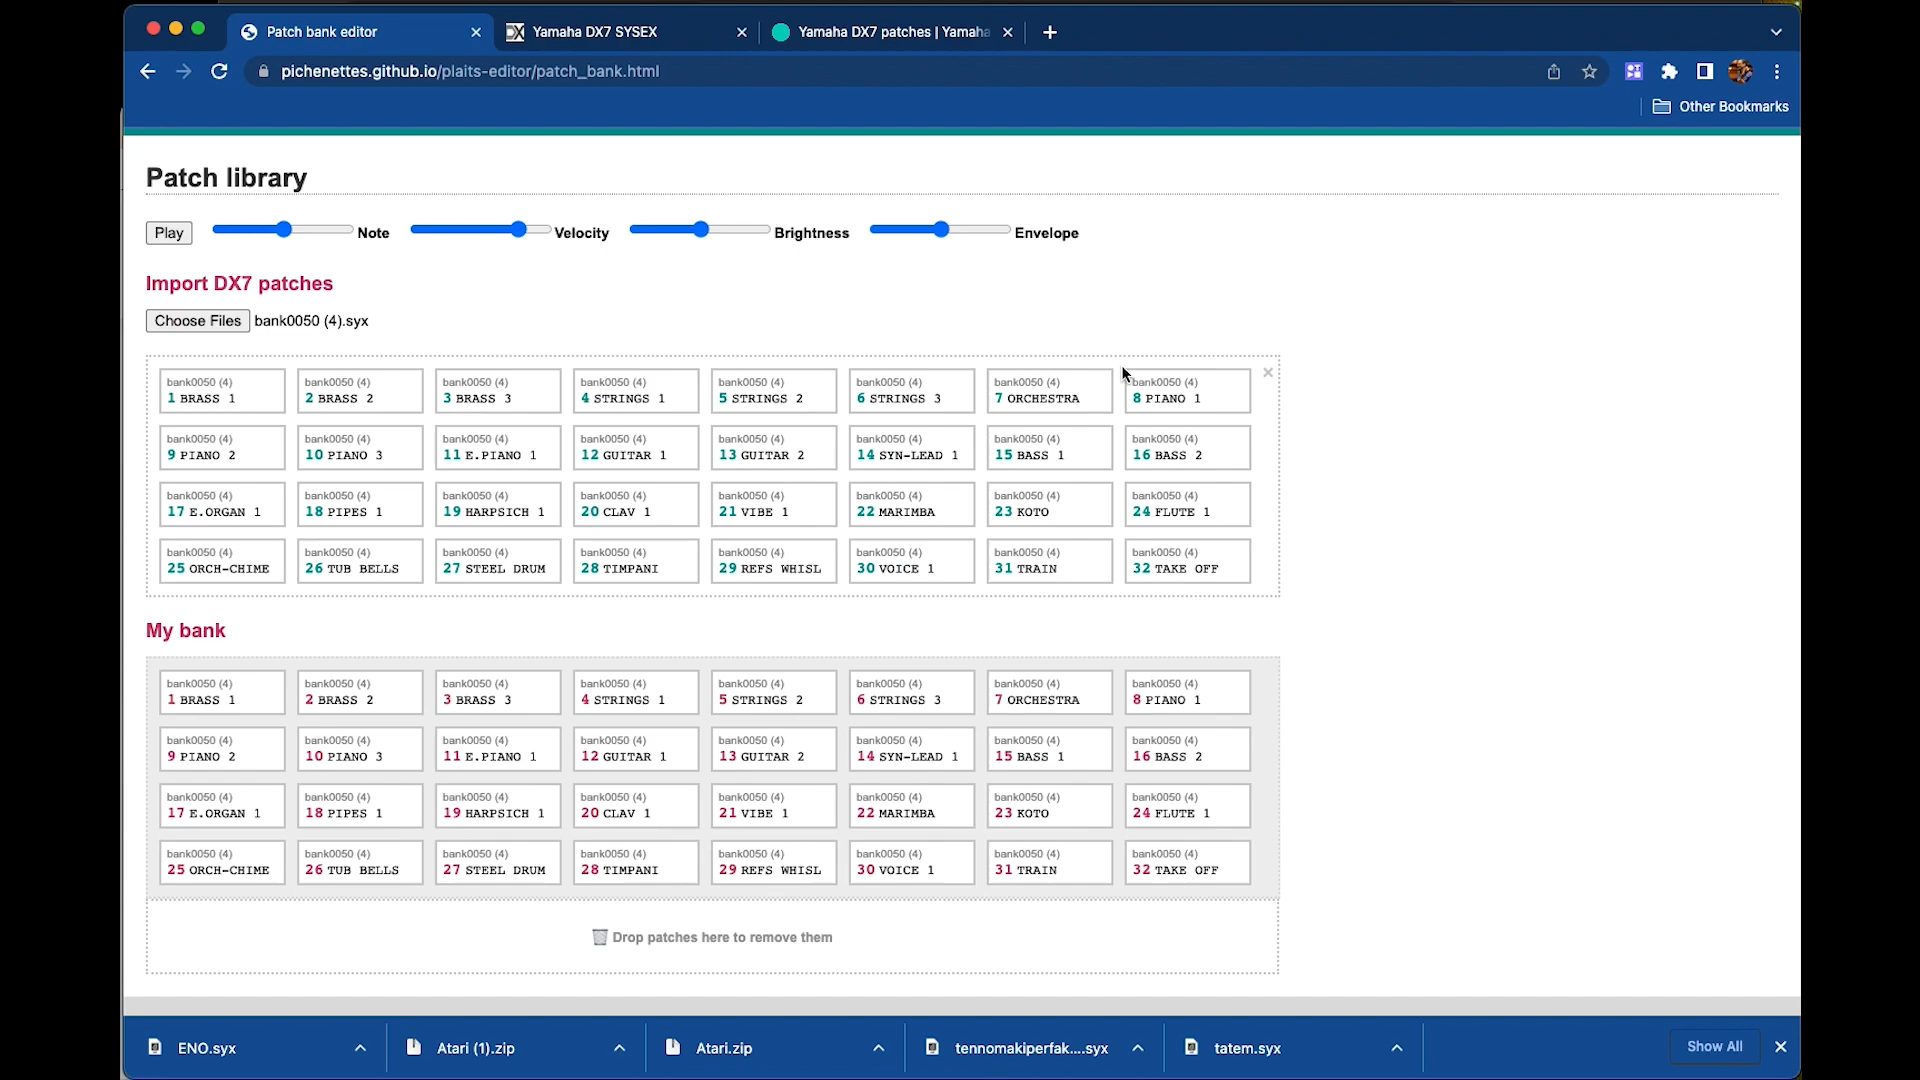 Patch bank editor
Yamaha DX7 SYSEX
Yamaha DX7 patches | Yamaha
pichenettes.github.io/plaits-editor/patch_bank.html
Other Bookmarks
Patch library
Play Note Velocity Brightness Envelope
Import DX7 patches
Choose Files bank0050 (4).syx
bank0050 (4) bank0050 (4) bank0050 (4) bank0050 (4) bank0050 (4) bank0050 (4) bank0050 (4) bank0050 (4)
1 BRASS 1 2 BRASS 2 3 BRASS 3 4 STRINGS 1 5 STRINGS 2 6 STRINGS 3 7 ORCHESTRA 8 PIANO 1
bank0050 (4) bank0050 (4) bank0050 (4) bank0050 (4) bank0050 (4) bank0050 (4) bank0050 (4) bank0050 (4)
9 PIANO 2 10 PIANO 3 11 E.PIANO 1 12 GUITAR 1 13 GUITAR 2 14 SYN-LEAD 1 15 BASS 1 16 BASS 2
bank0050 (4) bank0050 (4) bank0050 (4) bank0050 (4) bank0050 (4) bank0050 (4) bank0050 (4) bank0050 (4)
17 E.ORGAN 1 18 PIPES 1 19 HARPSICH 1 20 CLAV 1 21 VIBE 1 22 MARIMBA 23 KOTO 24 FLUTE 1
bank0050 (4) bank0050 (4) bank0050 (4) bank0050 (4) bank0050 (4) bank0050 (4) bank0050 (4) bank0050 (4)
25 ORCH-CHIME 26 TUB BELLS 27 STEEL DRUM 28 TIMPANI 29 REFS WHISL 30 VOICE 1 31 TRAIN 32 TAKE OFF
My bank
bank0050 (4) bank0050 (4) bank0050 (4) bank0050 (4) bank0050 (4) bank0050 (4) bank0050 (4) bank0050 (4)
1 BRASS 1 2 BRASS 2 3 BRASS 3 4 STRINGS 1 5 STRINGS 2 6 STRINGS 3 7 ORCHESTRA 8 PIANO 1
bank0050 (4) bank0050 (4) bank0050 (4) bank0050 (4) bank0050 (4) bank0050 (4) bank0050 (4) bank0050 (4)
9 PIANO 2 10 PIANO 3 11 E.PIANO 1 12 GUITAR 1 13 GUITAR 2 14 SYN-LEAD 1 15 BASS 1 16 BASS 2
bank0050 (4) bank0050 (4) bank0050 (4) bank0050 (4) bank0050 (4) bank0050 (4) bank0050 (4) bank0050 (4)
17 E.ORGAN 1 18 PIPES 1 19 HARPSICH 1 20 CLAV 1 21 VIBE 1 22 MARIMBA 23 KOTO 24 FLUTE 1
bank0050 (4) bank0050 (4) bank0050 (4) bank0050 (4) bank0050 (4) bank0050 (4) bank0050 (4) bank0050 (4)
25 ORCH-CHIME 26 TUB BELLS 27 STEEL DRUM 28 TIMPANI 29 REFS WHISL 30 VOICE 1 31 TRAIN 32 TAKE OFF
Drop patches here to remove them
ENO.syx Atari (1).zip Atari.zip tennomakiperfak....syx tatem.syx Show All